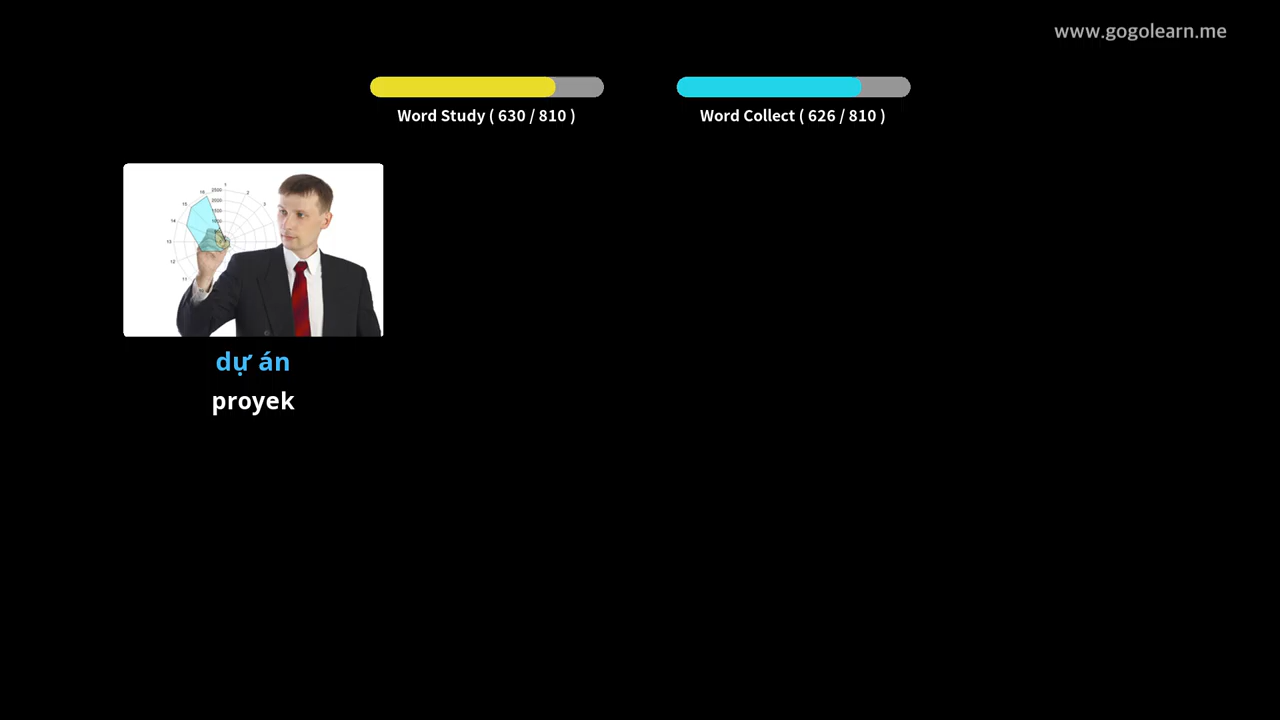 www.gogolearn.me
Word Study ( 630 / 810 )
Word Collect ( 626 / 810 )
dự án
proyek